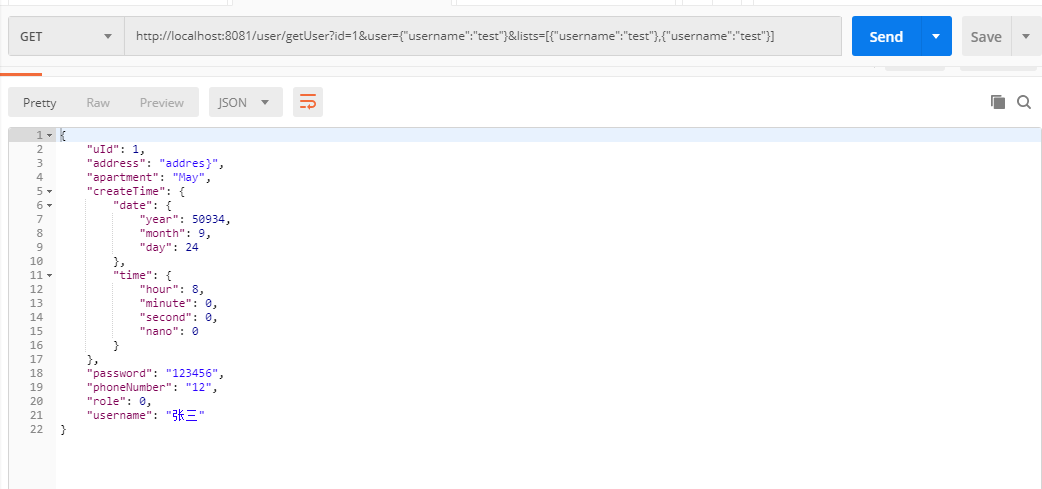 GET http://localhost:8081/user/getUser?id=1&user={"username":"test"}&lists=[{"username":"test"},{"username":"test"}] Send Save
Pretty Raw Preview JSON
1 {
2 "uId": 1,
3 "address": "addres}",
4 "apartment": "May",
5 "createTime": {
6 "date": {
7 "year": 50934,
8 "month": 9,
9 "day": 24
10 },
11 "time": {
12 "hour": 8,
13 "minute": 0,
14 "second": 0,
15 "nano": 0
16 }
17 },
18 "password": "123456",
19 "phoneNumber": "12",
20 "role": 0,
21 "username": "张三"
22 }